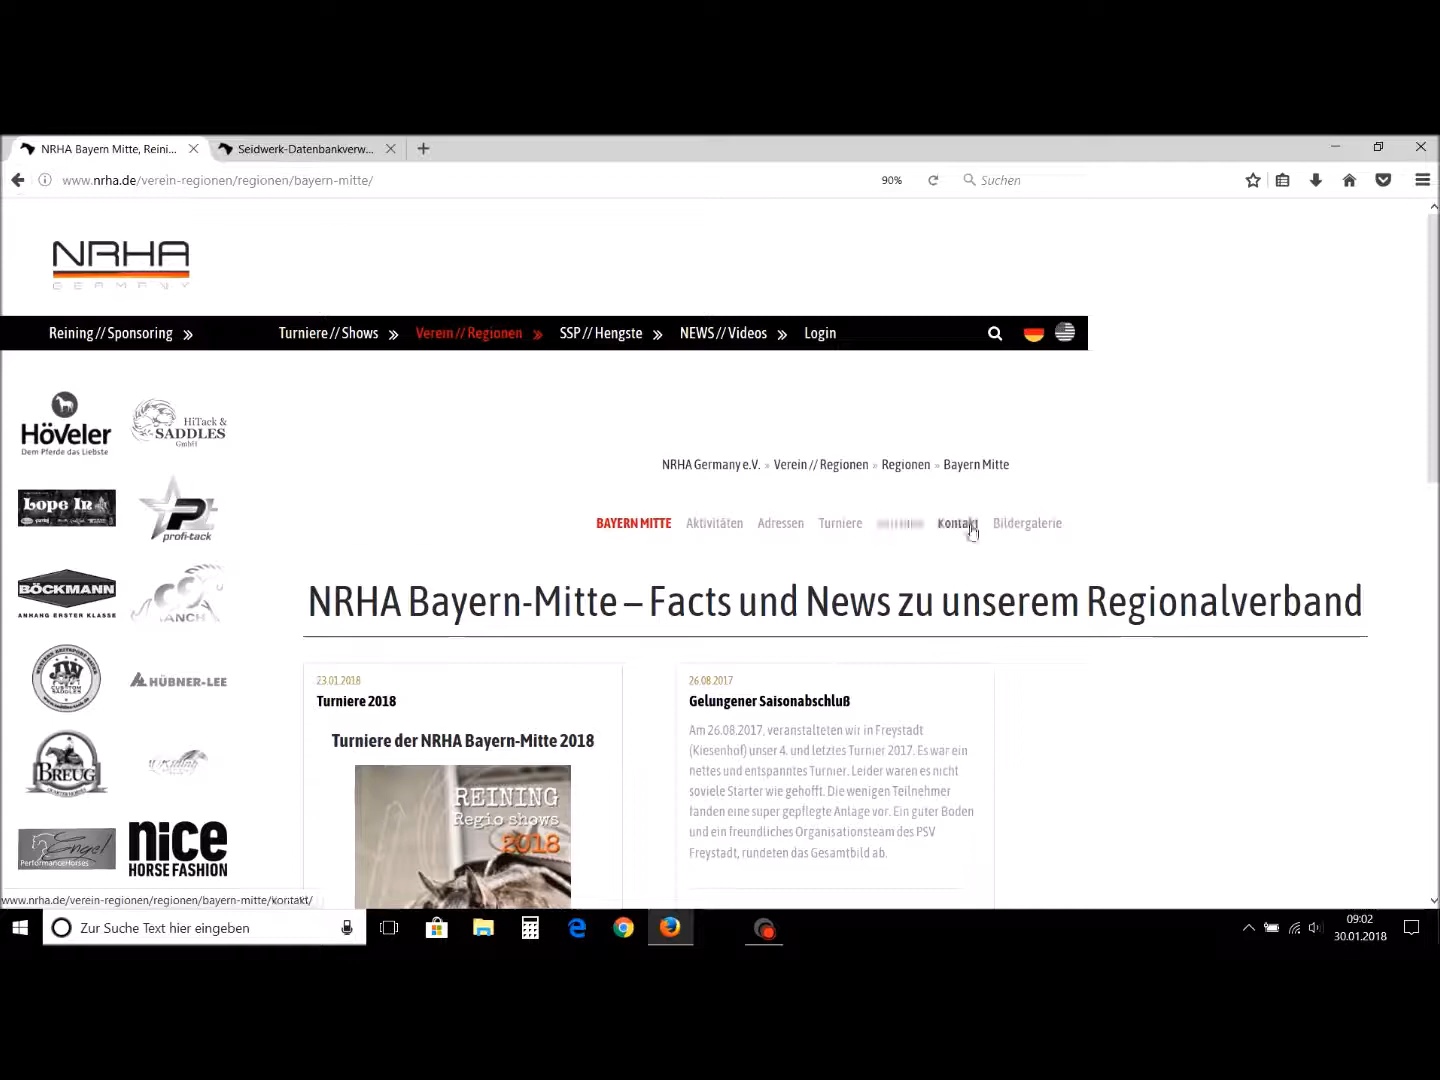 NRHA Bayern Mitte, Reini...
Seidwerk-Datenbankverw...
www.nrha.de/verein-regionen/regionen/bayern-mitte/
90%
Suchen
NRHA
GERMANY
Reining // Sponsoring
Turniere // Shows
Verein // Regionen
SSP // Hengste
NEWS // Videos
Login
Höveler
Dem Pferde das Liebste
HiTack &
SADDLES
GmbH
Lope In
profi-tack
BÖCKMANN
ANHANG ERSTER KLASSE
JW
CUSTOM
SADDLES
HÜBNER-LEE
BREUG
Engel
PerformanceHorses
nice
HORSE FASHION
NRHA Germany e.V. » Verein // Regionen » Regionen » Bayern Mitte
BAYERN MITTE Aktivitäten Adressen Turniere Kontakt Bildergalerie
NRHA Bayern-Mitte – Facts und News zu unserem Regionalverband
23.01.2018
Turniere 2018
Turniere der NRHA Bayern-Mitte 2018
REINING
Regio shows
2018
26.08.2017
Gelungener Saisonabschluß
Am 26.08.2017, veranstalteten wir in Freystadt
(Kiesenhof) unser 4. und letztes Turnier 2017. Es war ein
nettes und entspanntes Turnier. Leider waren es nicht
soviele Starter wie gehofft. Die wenigen Teilnehmer
fanden eine super gepflegte Anlage vor. Ein guter Boden
und ein freundliches Organisationsteam des PSV
Freystadt, rundeten das Gesamtbild ab.
www.nrha.de/verein-regionen/regionen/bayern-mitte/kontakt/
Zur Suche Text hier eingeben
09:02
30.01.2018